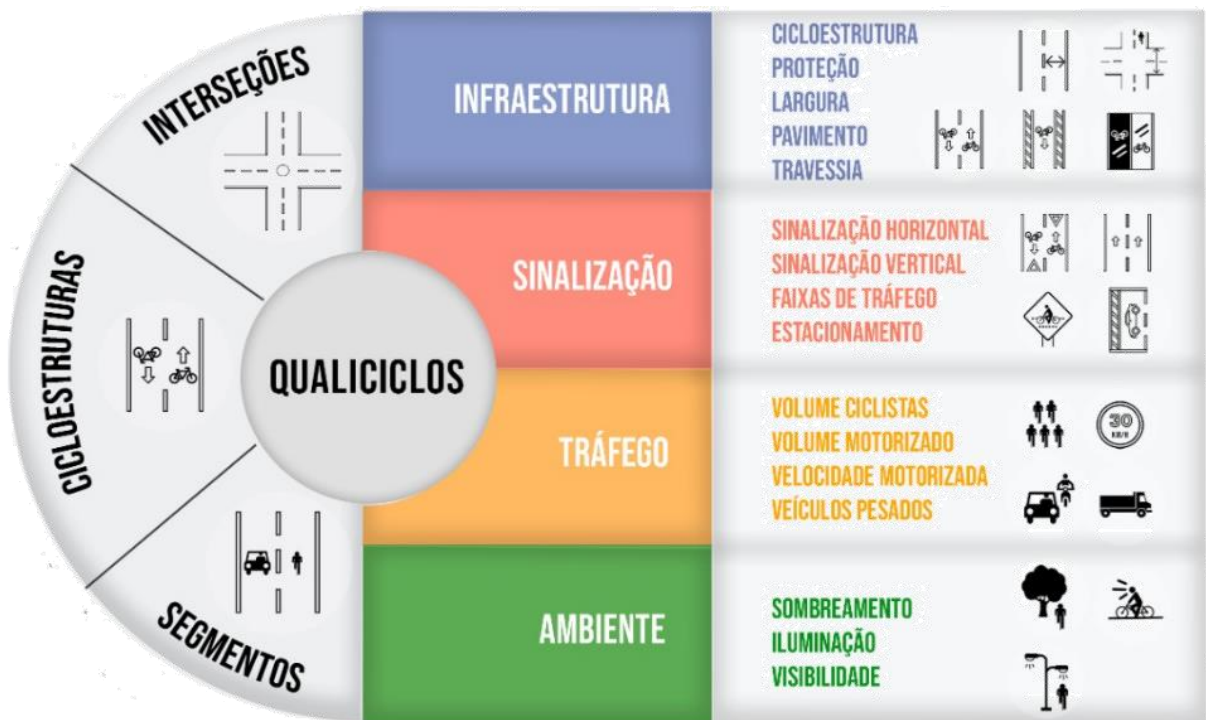 INTERSEÇÕES
CICLOESTRUTURAS
SEGMENTOS
QUALICICLOS
INFRAESTRUTURA
CICLOESTRUTURA
PROTEÇÃO
LARGURA
PAVIMENTO
TRAVESSIA
SINALIZAÇÃO
SINALIZAÇÃO HORIZONTAL
SINALIZAÇÃO VERTICAL
FAIXAS DE TRÁFEGO
ESTACIONAMENTO
TRÁFEGO
VOLUME CICLISTAS
VOLUME MOTORIZADO
VELOCIDADE MOTORIZADA
VEÍCULOS PESADOS
30
KM/H
AMBIENTE
SOMBREAMENTO
ILUMINAÇÃO
VISIBILIDADE